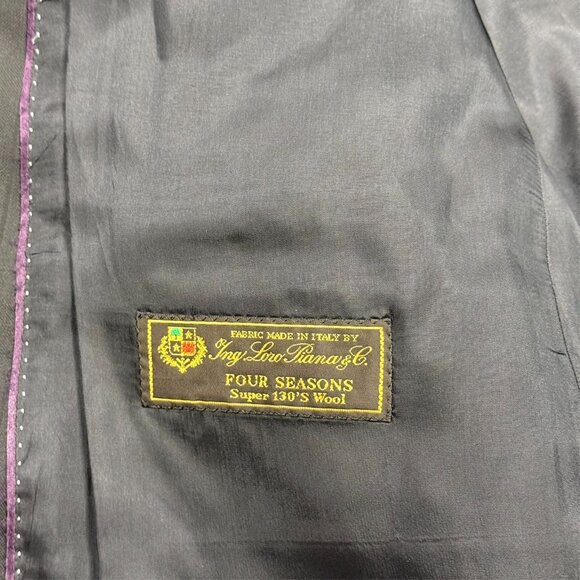 FABRIC MADE IN ITALY BY
Ing. Loro Piana & C.
FOUR SEASONS
Super 130'S Wool